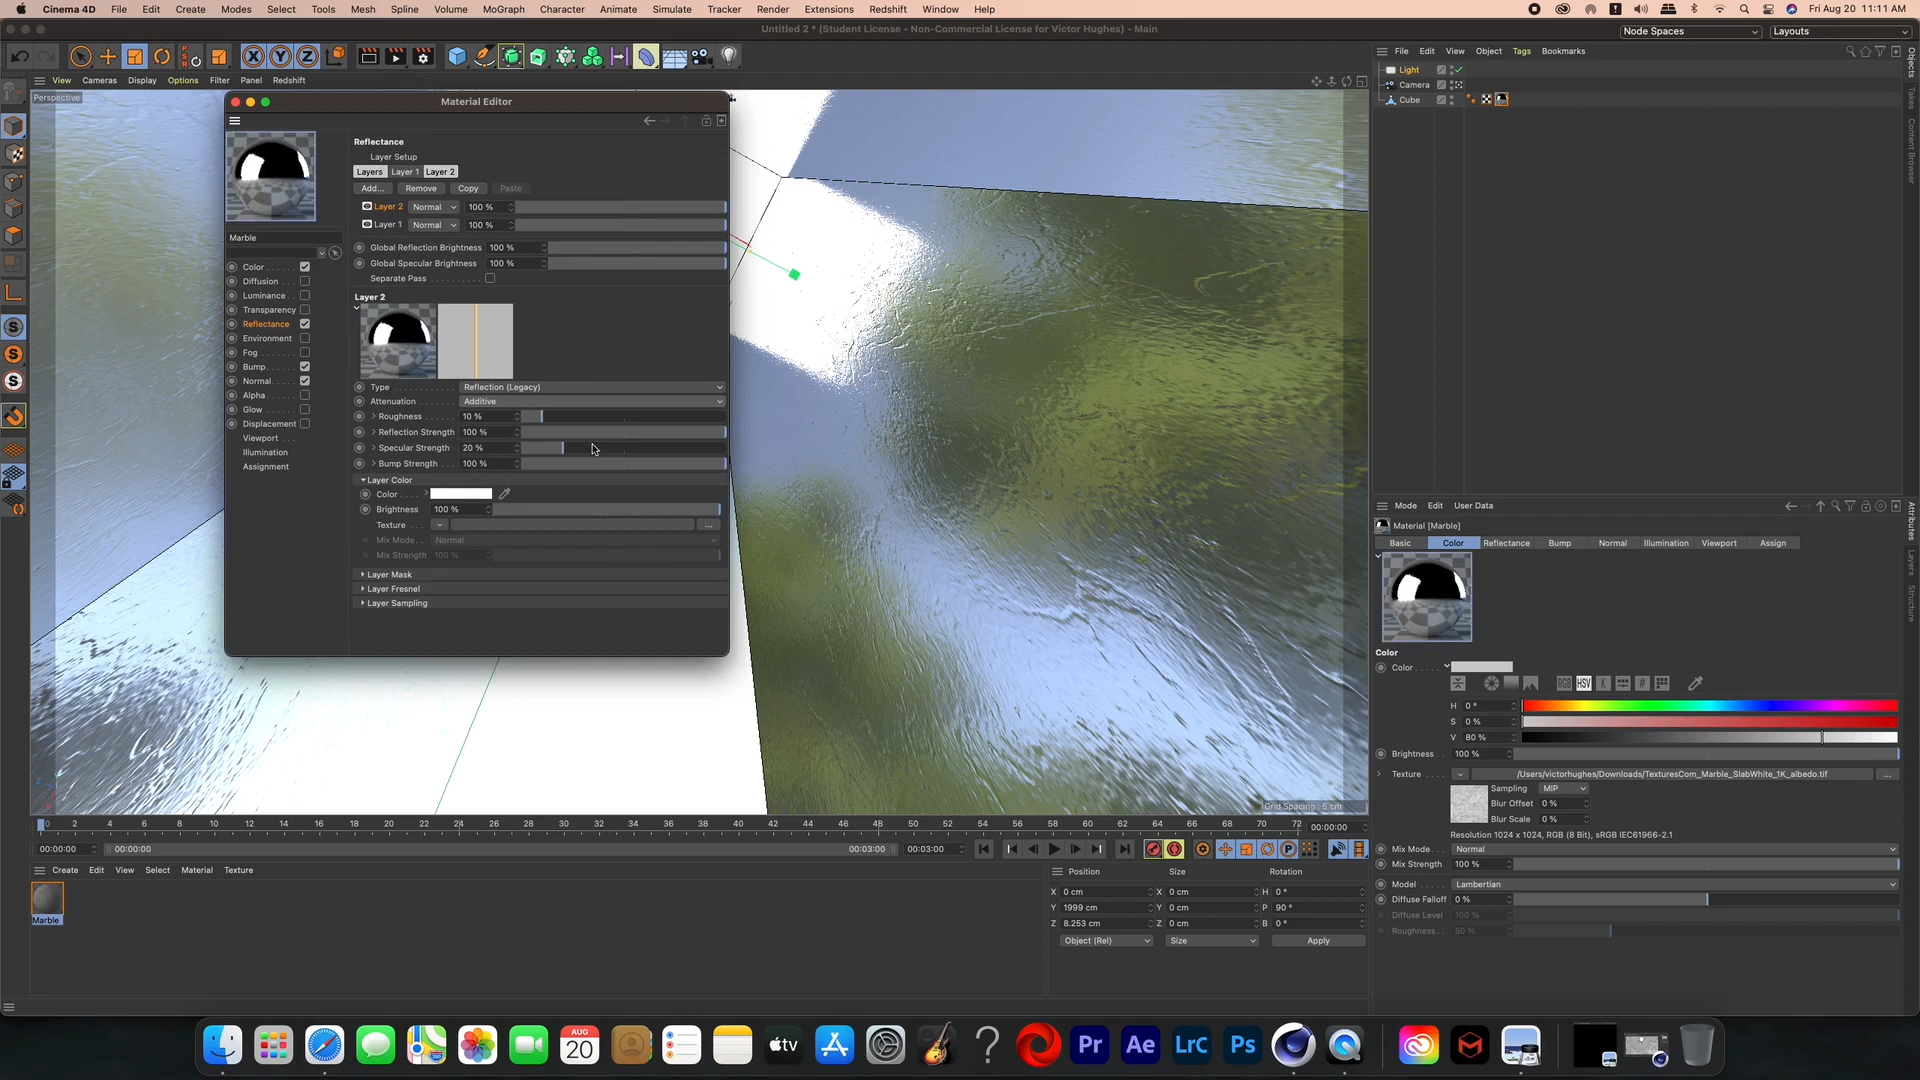 Cinema 4D File Edit Create Modes Select Tools Mesh Spline Volume MoGraph Character Animate Simulate Tracker Render Extensions Redshift Window Help Fri Aug 20 11:11 AM
Untitled 2 * (Student License - Non-Commercial License for Victor Hughes) - Main
Node Spaces Layouts
X Y Z
File Edit View Object Tags Bookmarks
View Cameras Display Options Filter Panel Redshift
Perspective
Light
Camera
Cube
Objects
Takes
Content Browser
Material Editor
Reflectance
Layer Setup
Layers Layer 1 Layer 2
Add... Remove Copy Paste
Layer 2 Normal 100 %
Layer 1 Normal 100 %
Marble
Global Reflection Brightness 100 %
Global Specular Brightness 100 %
Separate Pass
Color
Diffusion
Luminance
Transparency
Reflectance
Environment
Fog
Bump
Normal
Alpha
Glow
Displacement
Viewport
Illumination
Assignment
Layer 2
Type Reflection (Legacy)
Attenuation Additive
Roughness 10 %
Reflection Strength 100 %
Specular Strength 20 %
Bump Strength 100 %
Layer Color
Color
Brightness 100 %
Texture ...
Mix Mode Normal
Mix Strength 100 %
Layer Mask
Layer Fresnel
Layer Sampling
Grid Spacing : 5 cm
Mode Edit User Data
Attributes
Layers
Structure
Material [Marble]
Basic Color Reflectance Bump Normal Illumination Viewport Assign
Color
Color
RGB HSV K #
H 0 °
S 0 %
V 80 %
Brightness 100 %
Texture /Users/victorhughes/Downloads/TexturesCom_Marble_SlabWhite_1K_albedo.tif ...
Sampling MIP
Blur Offset 0 %
Blur Scale 0 %
Resolution 1024 x 1024, RGB (8 Bit), sRGB IEC61966-2.1
Mix Mode Normal
Mix Strength 100 %
Model Lambertian
Diffuse Falloff 0 %
Diffuse Level 100 %
Roughness 50 %
0 2 4 6 8 10 12 14 16 18 20 22 24 26 28 30 32 34 36 38 40 42 44 46 48 50 52 54 56 58 60 62 64 66 68 70 72 00:00:00
00:00:00 00:00:00 00:03:00 00:03:00
Create Edit View Select Material Texture
Marble
Position Size Rotation
X 0 cm X 0 cm H 0 °
Y 1999 cm Y 0 cm P 90 °
Z 8.253 cm Z 0 cm B 0 °
Object (Rel) Size Apply
AUG
20
tv
Pr Ae LrC Ps